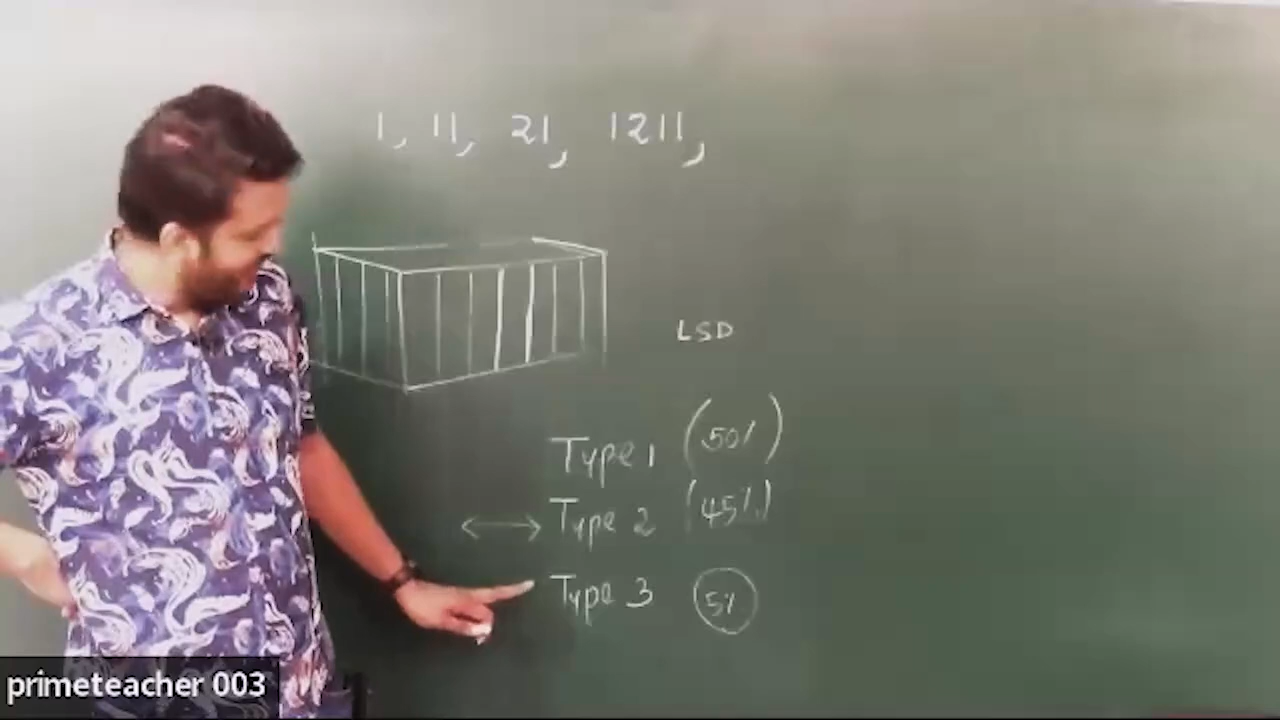 1, 11, 21, 1211,
LSD
Type 1 (50%)
Type 2 (45%)
Type 3 5%
primeteacher 003